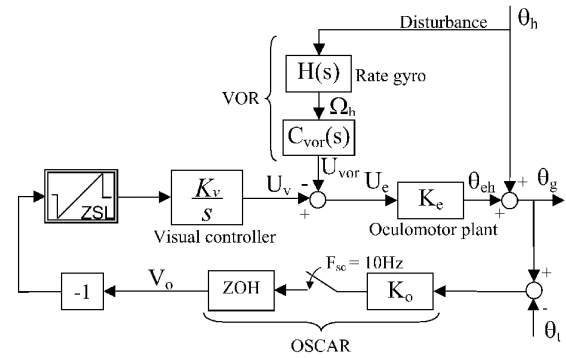 Disturbance
θh
H(s)
Rate gyro
VOR
Ωh
Cvor(s)
Uvor
ZSL
Kv
s
Uv
-
+
Ue
Ke
θeh
+
+
θg
Visual controller
Oculomotor plant
Fsc = 10Hz
+
-1
Vo
ZOH
Ko
-
OSCAR
θt